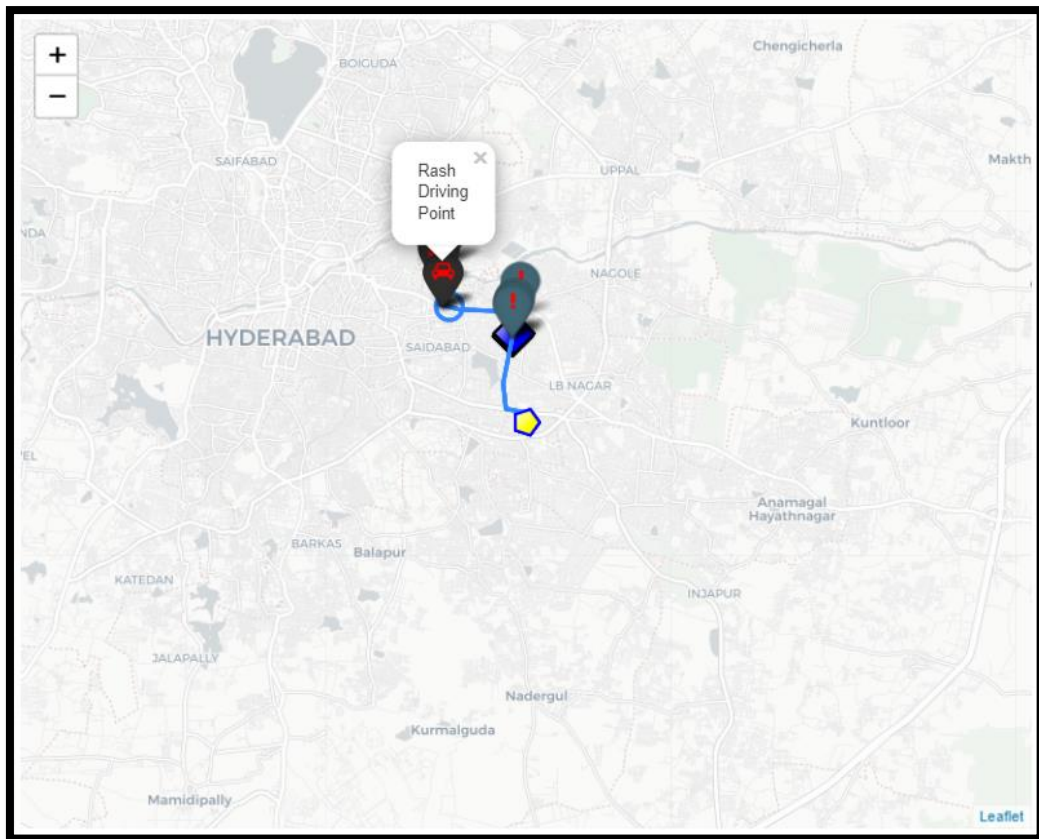 +
−
Chengicherla
BOIGUDA
SAIFABAD
UPPAL
Makth
×
Rash
Driving
Point
NDA
NAGOLE
!
!
HYDERABAD
SAIDABAD
LB NAGAR
Kuntloor
EL
Anamagal
Hayathnagar
BARKAS
Balapur
KATEDAN
INJAPUR
JALAPALLY
Nadergul
Kurmalguda
Mamidipally
Leaflet